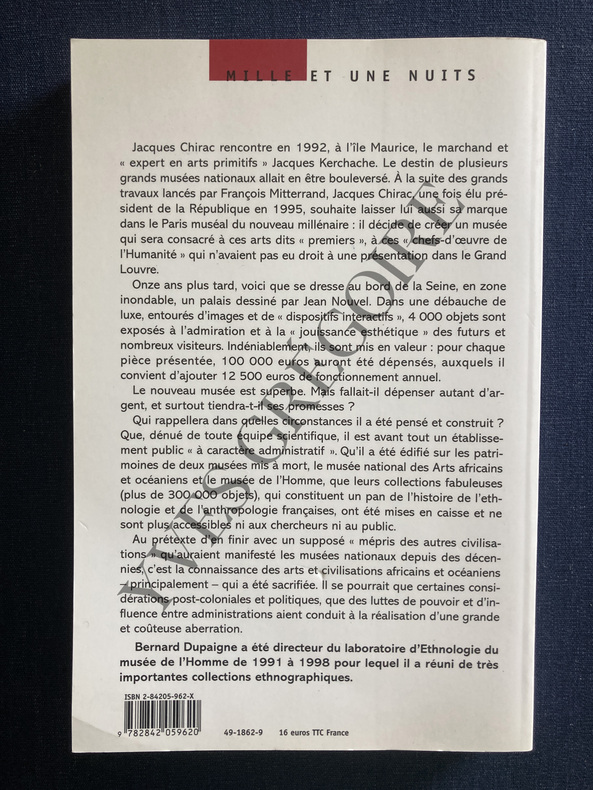 MILLE ET UNE NUITS
Jacques Chirac rencontre en 1992, à l'île Maurice, le marchand et
« expert en arts primitifs » Jacques Kerchache. Le destin de plusieurs
grands musées nationaux allait en être bouleversé. À la suite des grands
travaux lancés par François Mitterrand, Jacques Chirac, une fois élu pré-
sident de la République en 1995, souhaite laisser lui aussi sa marque
dans le Paris muséal du nouveau millénaire : il décide de créer un musée
qui sera consacré à ces arts dits « premiers », à ces « chefs-d'œuvre de
l'Humanité » qui n'avaient pas eu droit à une présentation dans le Grand
Louvre.
Onze ans plus tard, voici que se dresse au bord de la Seine, en zone
inondable, un palais dessiné par Jean Nouvel. Dans une débauche de
luxe, entourés d'images et de « dispositifs interactifs », 4 000 objets sont
exposés à l'admiration et à la « jouissance esthétique » des futurs et
nombreux visiteurs. Indéniablement, ils sont mis en valeur : pour chaque
pièce présentée, 100 000 euros auront été dépensés, auxquels il
convient d'ajouter 12 500 euros de fonctionnement annuel.
Le nouveau musée est superbe. Mais fallait-il dépenser autant d'ar-
gent, et surtout tiendra-t-il ses promesses ?
Qui rappellera dans quelles circonstances il a été pensé et construit ?
Que, dénué de toute équipe scientifique, il est avant tout un établisse-
ment public « à caractère administratif ». Qu'il a été édifié sur les patri-
moines de deux musées mis à mort, le musée national des Arts africains
et océaniens et le musée de l'Homme, que leurs collections fabuleuses
(plus de 300 000 objets), qui constituent un pan de l'histoire de l'eth-
nologie et de l'anthropologie françaises, ont été mises en caisse et ne
sont plus accessibles ni aux chercheurs ni au public.
Au prétexte d'en finir avec un supposé « mépris des autres civilisa-
tions » qu'auraient manifesté les musées nationaux depuis des décen-
nies, c'est la connaissance des arts et civilisations africains et océaniens
– principalement – qui a été sacrifiée. Il se pourrait que certaines consi-
dérations post-coloniales et politiques, que des luttes de pouvoir et d'in-
fluence entre administrations aient conduit à la réalisation d'une grande
et coûteuse aberration.
Bernard Dupaigne a été directeur du laboratoire d'Ethnologie du
musée de l'Homme de 1991 à 1998 pour lequel il a réuni de très
importantes collections ethnographiques.
ISBN 2-84205-962-X
9 782842 059620
49-1862-9 16 euros TTC France
YVES GRÉGOIRE